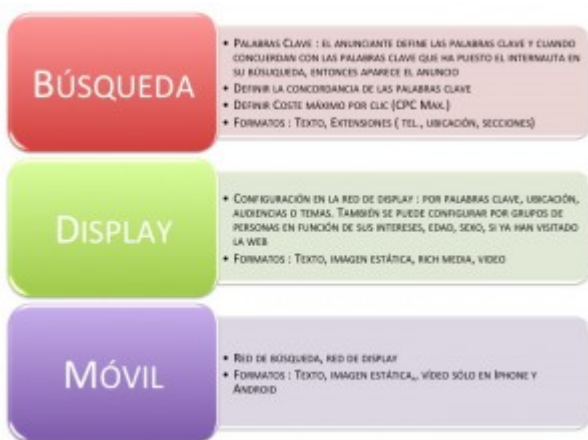 BÚSQUEDA
• PALABRAS CLAVE : EL ANUNCIANTE DEFINE LAS PALABRAS CLAVE Y CUANDO
CONCUERDAN CON LAS PALABRAS CLAVE QUE HA PUESTO EL INTERNAUTA EN
SU BÚSUQUEDA, ENTONCES APARECE EL ANUNCIO
• DEFINIR LA CONCORDANCIA DE LAS PALABRAS CLAVE
• DEFINIR COSTE MÁXIMO POR CLIC (CPC MAX.)
• FORMATOS : TEXTO, EXTENSIONES ( TEL., UBICACIÓN, SECCIONES)
DISPLAY
• CONFIGURACIÓN EN LA RED DE DISPLAY : POR PALABRAS CLAVE, UBICACIÓN,
AUDIENCIAS O TEMAS. TAMBIÉN SE PUEDE CONFIGURAR POR GRUPOS DE
PERSONAS EN FUNCIÓN DE SUS INTERESES, EDAD, SEXO, SI YA HAN VISITADO
LA WEB
• FORMATOS : TEXTO, IMAGEN ESTÁTICA, RICH MEDIA, VIDEO
MÓVIL
• RED DE BÚSQUEDA, RED DE DISPLAY
• FORMATOS : TEXTO, IMAGEN ESTÁTICA,, VÍDEO SÓLO EN IPHONE Y
ANDROID